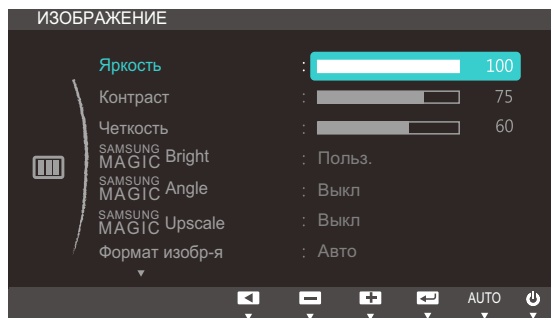 ИЗОБРАЖЕНИЕ
Яркость : 100
Контраст : 75
Четкость : 60
SAMSUNG MAGIC Bright : Польз.
SAMSUNG MAGIC Angle : Выкл
SAMSUNG MAGIC Upscale : Выкл
Формат изобр-я : Авто
AUTO